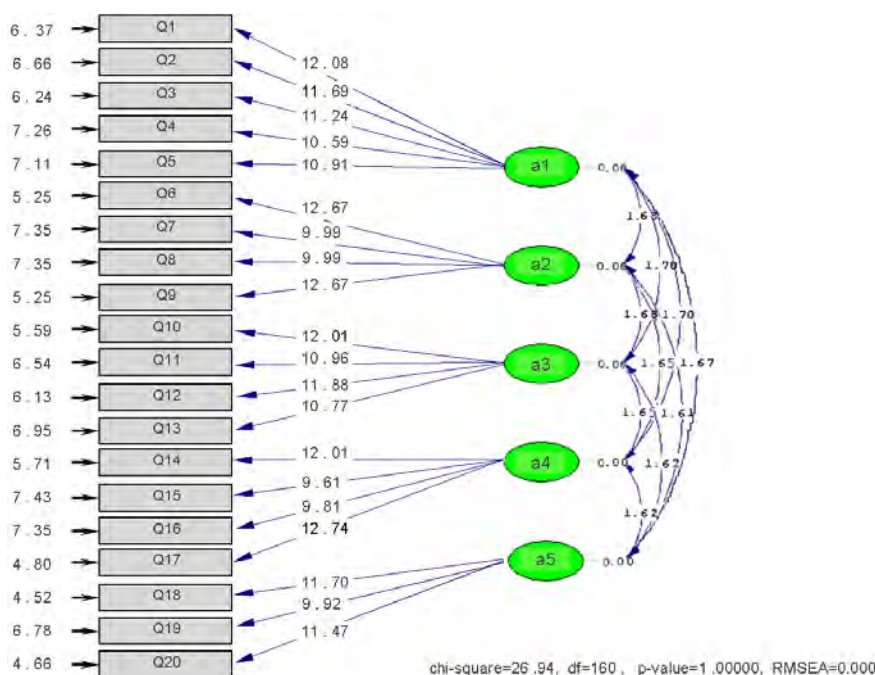 6.37 Q1
12.08
6.66 Q2
11.69
6.24 Q3
11.24
7.26 Q4
10.59
7.11 Q5
10.91
a1 0.00
5.25 Q6
12.67
7.35 Q7
9.99
1.67
7.35 Q8
9.99
a2 0.00
1.70
5.25 Q9
12.67
5.59 Q10
12.01
1.68 1.70
6.54 Q11
10.96
a3 0.00
1.65 1.67
6.13 Q12
11.88
6.95 Q13
10.77
1.65 1.61
5.71 Q14
12.01
a4 0.00
1.67
7.43 Q15
9.61
7.35 Q16
9.81
1.62
4.80 Q17
12.74
a5 0.00
4.52 Q18
11.70
6.78 Q19
9.92
4.66 Q20
11.47
chi-square=26.94, df=160, p-value=1.00000, RMSEA=0.000